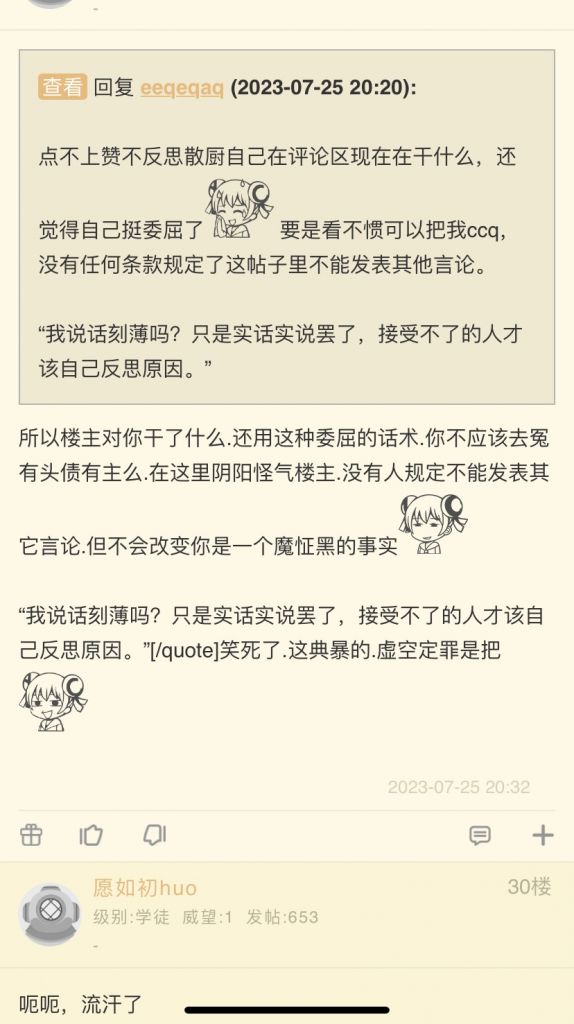 -
查看 回复 eeqeqaq (2023-07-25 20:20):
点不上赞不反思散厨自己在评论区现在在干什么，还
觉得自己挺委屈了 要是看不惯可以把我ccq，
没有任何条款规定了这帖子里不能发表其他言论。
“我说话刻薄吗？只是实话实说罢了，接受不了的人才
该自己反思原因。”
所以楼主对你干了什么.还用这种委屈的话术.你不应该去冤
有头债有主么.在这里阴阳怪气楼主.没有人规定不能发表其
它言论.但不会改变你是一个魔怔黑的事实
“我说话刻薄吗？只是实话实说罢了，接受不了的人才该自
己反思原因。”[/quote]笑死了.这典暴的.虚空定罪是把
2023-07-25 20:32
愿如初huo
30楼
级别:学徒 威望:1 发帖:653
-
呃呃，流汗了